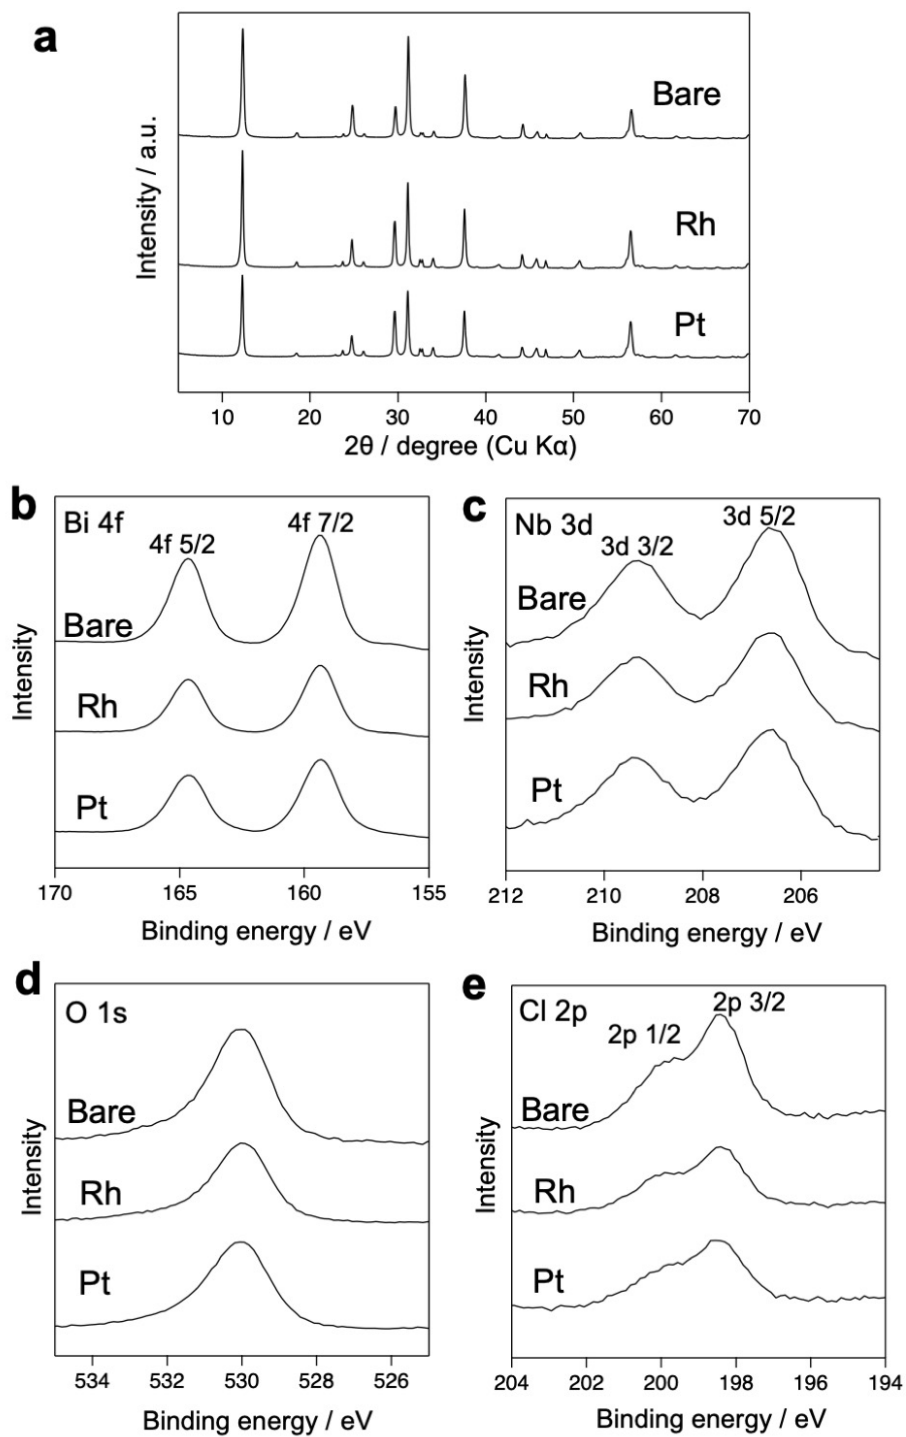 a
Intensity / a.u.
Bare
Rh
Pt
10 20 30 40 50 60 70
2θ / degree (Cu Kα)
b
Bi 4f
4f 5/2
4f 7/2
Bare
Rh
Pt
Intensity
170 165 160 155
Binding energy / eV
c
Nb 3d
3d 3/2
3d 5/2
Bare
Rh
Pt
Intensity
212 210 208 206
Binding energy / eV
d
O 1s
Bare
Rh
Pt
Intensity
534 532 530 528 526
Binding energy / eV
e
Cl 2p
2p 1/2
2p 3/2
Bare
Rh
Pt
Intensity
204 202 200 198 196 194
Binding energy / eV